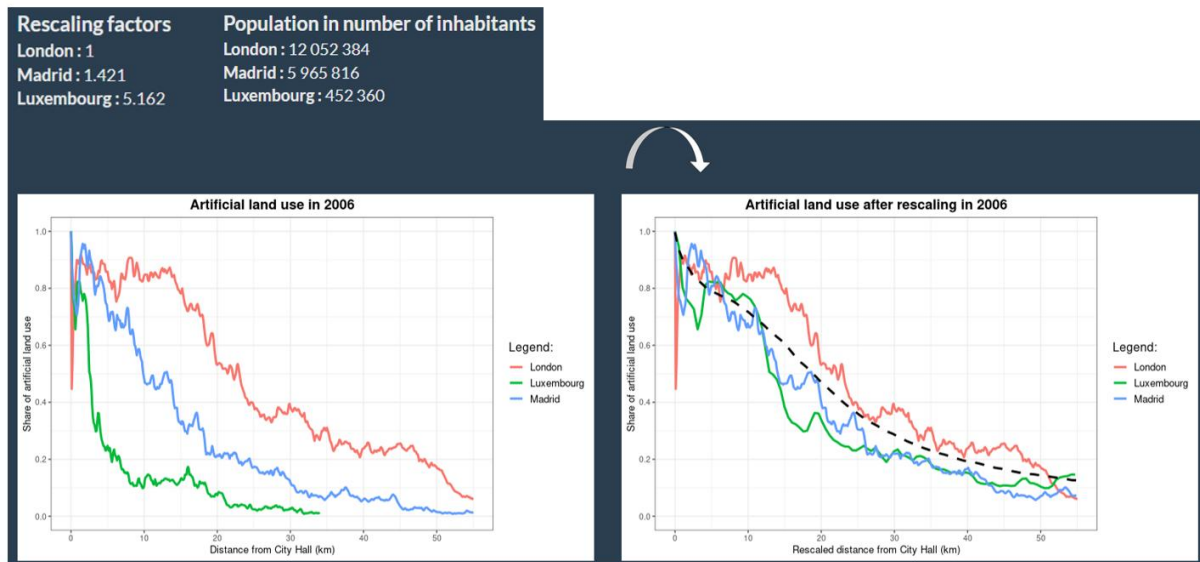 Rescaling factors
London : 1
Madrid : 1.421
Luxembourg : 5.162
Population in number of inhabitants
London : 12 052 384
Madrid : 5 965 816
Luxembourg : 452 360
Artificial land use in 2006
Share of artificial land use
1.0
0.8
0.6
0.4
0.2
0.0
0
10
20
30
40
50
Distance from City Hall (km)
Legend:
London
Luxembourg
Madrid
Artificial land use after rescaling in 2006
Share of artificial land use
1.0
0.8
0.6
0.4
0.2
0.0
0
10
20
30
40
50
Rescaled distance from City Hall (km)
Legend:
London
Luxembourg
Madrid